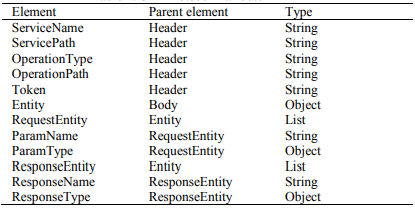 Element Parent element Type
ServiceName Header String
ServicePath Header String
OperationType Header String
OperationPath Header String
Token Header String
Entity Body Object
RequestEntity Entity List
ParamName RequestEntity String
ParamType RequestEntity Object
ResponseEntity Entity List
ResponseName ResponseEntity String
ResponseType ResponseEntity Object